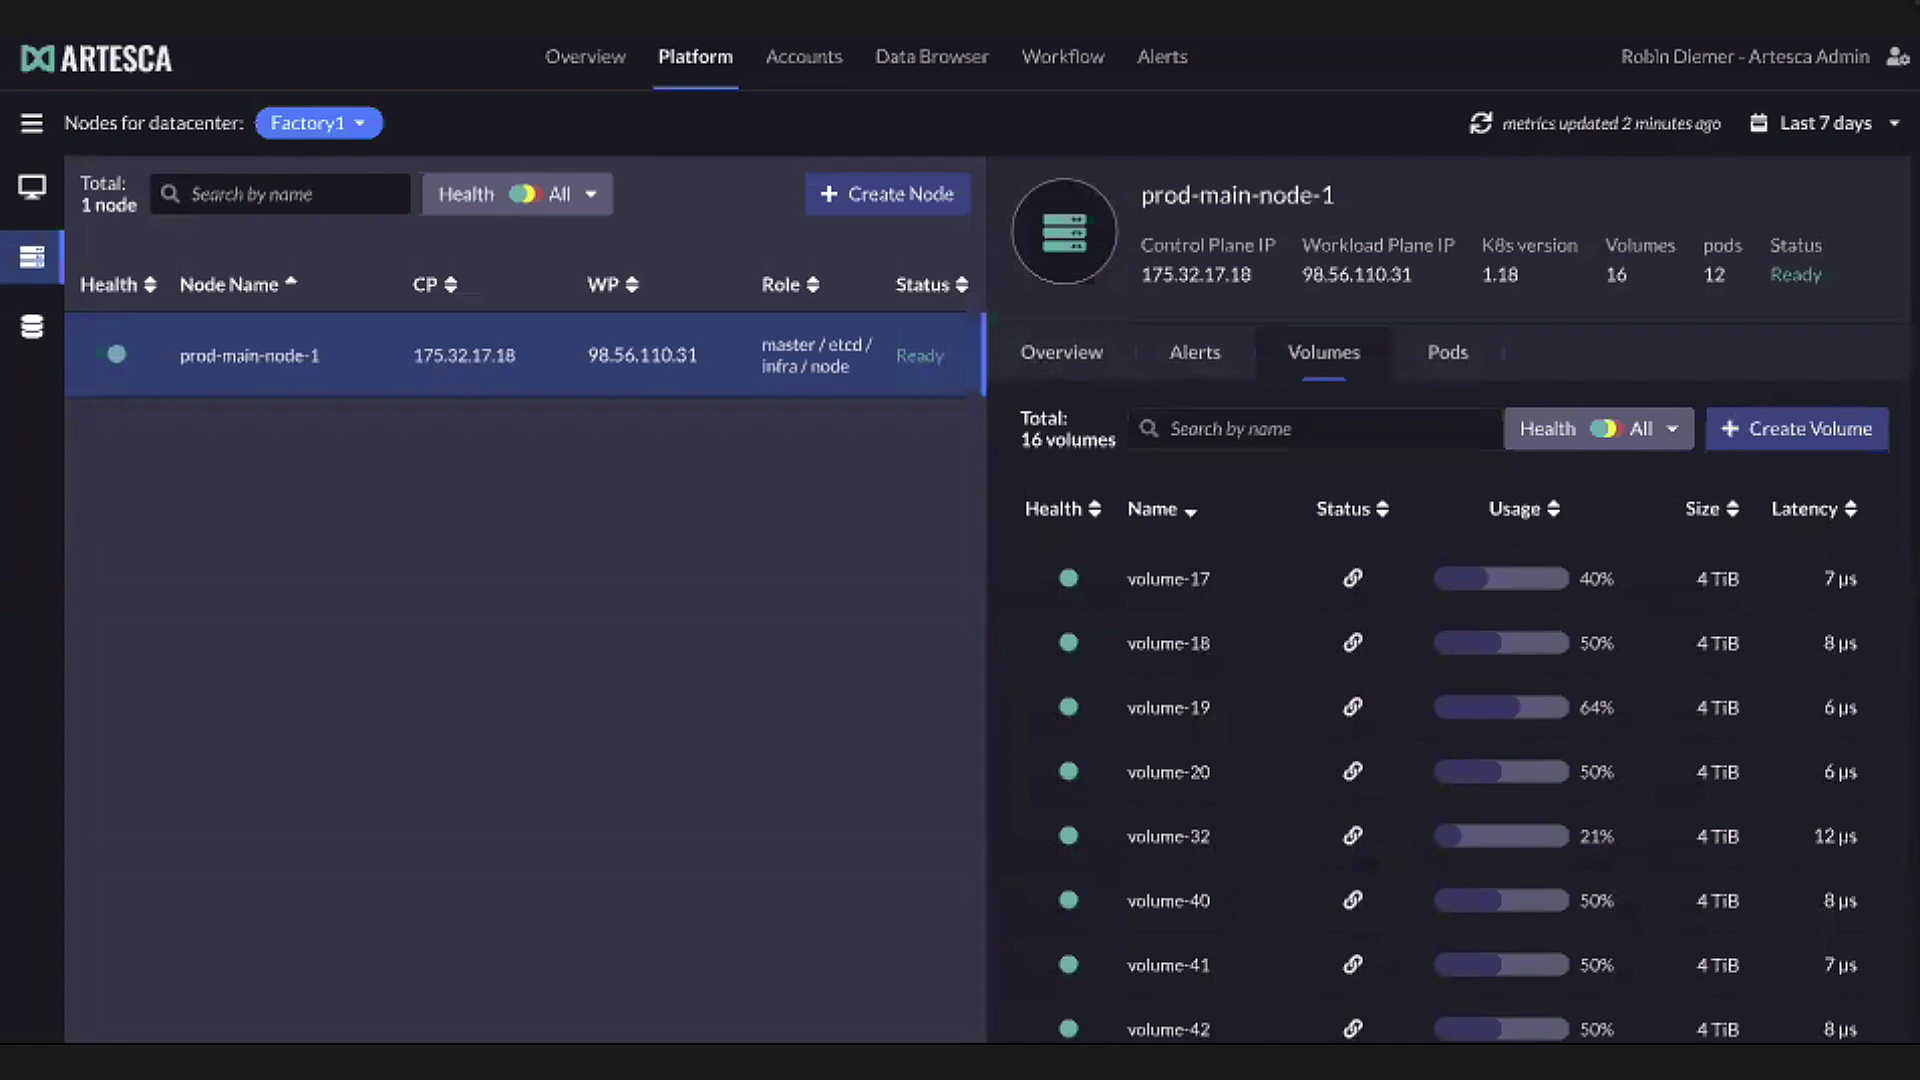 ARTESCA
Overview Platform Accounts Data Browser Workflow Alerts Robin Diemer - Artesca Admin
Nodes for datacenter: Factory1 metrics updated 2 minutes ago Last 7 days
Total:
1 node
Search by name Health All + Create Node
Health Node Name CP WP Role Status
prod-main-node-1 175.32.17.18 98.56.110.31 master / etcd /
infra / node Ready
prod-main-node-1
Control Plane IP Workload Plane IP K8s version Volumes pods Status
175.32.17.18 98.56.110.31 1.18 16 12 Ready
Overview Alerts Volumes Pods
Total:
16 volumes
Search by name Health All + Create Volume
Health Name Status Usage Size Latency
volume-17 40% 4 TiB 7 µs
volume-18 50% 4 TiB 8 µs
volume-19 64% 4 TiB 6 µs
volume-20 50% 4 TiB 6 µs
volume-32 21% 4 TiB 12 µs
volume-40 50% 4 TiB 8 µs
volume-41 50% 4 TiB 7 µs
volume-42 50% 4 TiB 8 µs